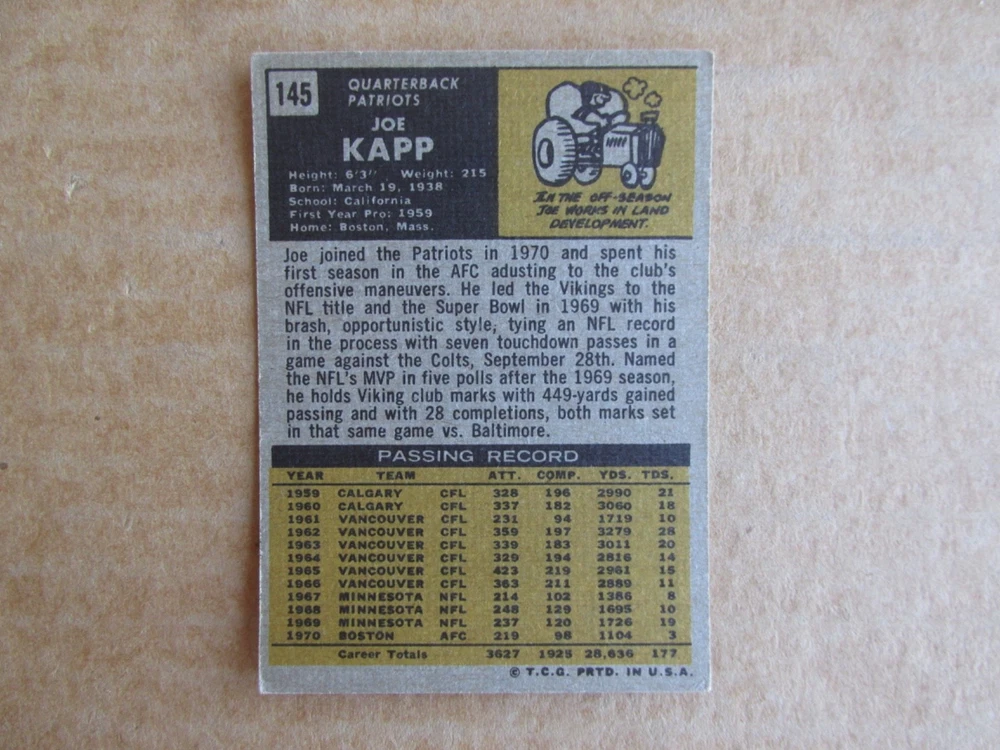 145
QUARTERBACK
PATRIOTS
JOE
KAPP
Height: 6'3" Weight: 215
Born: March 19, 1938
School: California
First Year Pro: 1959
Home: Boston, Mass.
IN THE OFF-SEASON
JOE WORKS IN LAND
DEVELOPMENT.
Joe joined the Patriots in 1970 and spent his
first season in the AFC adusting to the club's
offensive maneuvers. He led the Vikings to the
NFL title and the Super Bowl in 1969 with his
brash, opportunistic style, tying an NFL record
in the process with seven touchdown passes in a
game against the Colts, September 28th. Named
the NFL's MVP in five polls after the 1969 season,
he holds Viking club marks with 449-yards gained
passing and with 28 completions, both marks set
in that same game vs. Baltimore.
PASSING RECORD
YEAR TEAM ATT. COMP. YDS. TDS.
1959 CALGARY CFL 328 196 2990 21
1960 CALGARY CFL 337 182 3060 18
1961 VANCOUVER CFL 231 94 1719 10
1962 VANCOUVER CFL 359 197 3279 28
1963 VANCOUVER CFL 339 183 3011 20
1964 VANCOUVER CFL 329 194 2816 14
1965 VANCOUVER CFL 423 219 2961 15
1966 VANCOUVER CFL 363 211 2889 11
1967 MINNESOTA NFL 214 102 1386 8
1968 MINNESOTA NFL 248 129 1695 10
1969 MINNESOTA NFL 237 120 1726 19
1970 BOSTON AFC 219 98 1104 3
Career Totals 3627 1925 28,636 177
© T.C.G. PRTD. IN U.S.A.